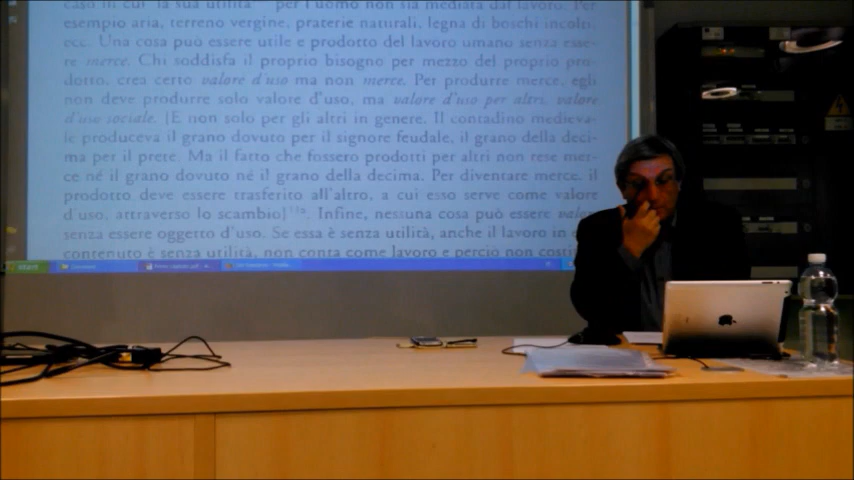 caso in cui la sua utilità per l'uomo non sia mediata dal lavoro. Per
esempio aria, terreno vergine, praterie naturali, legna di boschi incolti,
ecc. Una cosa può essere utile e prodotto del lavoro umano senza esse-
re merce. Chi soddisfa il proprio bisogno per mezzo del proprio pro-
dotto, crea certo valore d'uso ma non merce. Per produrre merce, egli
non deve produrre solo valore d'uso, ma valore d'uso per altri, valore
d'uso sociale. [E non solo per gli altri in genere. Il contadino medieva-
le produceva il grano dovuto per il signore feudale, il grano della deci-
ma per il prete. Ma il fatto che fossero prodotti per altri non rese mer-
ce né il grano dovuto né il grano della decima. Per diventare merce, il
prodotto deve essere trasferito all'altro, a cui esso serve come valore
d'uso, attraverso lo scambio] Infine, nessuna cosa può essere valo
senza essere oggetto d'uso. Se essa è senza utilità, anche il lavoro in
contenuto è senza utilità, non conta come lavoro e perciò non costi